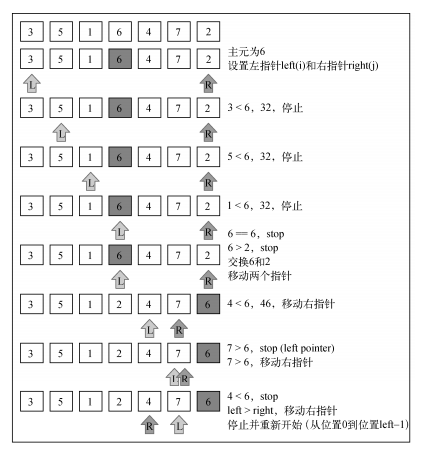 3 5 1 6 4 7 2
3 5 1 6 4 7 2
主元为6
设置左指针left(i)和右指针right(j)
L R
3 5 1 6 4 7 2
3 < 6，32，停止
L R
3 5 1 6 4 7 2
5 < 6，32，停止
L R
3 5 1 6 4 7 2
1 < 6，32，停止
L R
3 5 1 6 4 7 2
6 == 6，stop
6 > 2，stop
交换6和2
移动两个指针
L R
3 5 1 2 4 7 6
4 < 6，46，移动右指针
L R
3 5 1 2 4 7 6
7 > 6，stop (left pointer)
7 > 6，移动右指针
L R
3 5 1 2 4 7 6
4 < 6，stop
left > right，移动右指针
停止并重新开始（从位置0到位置left–1）
R L